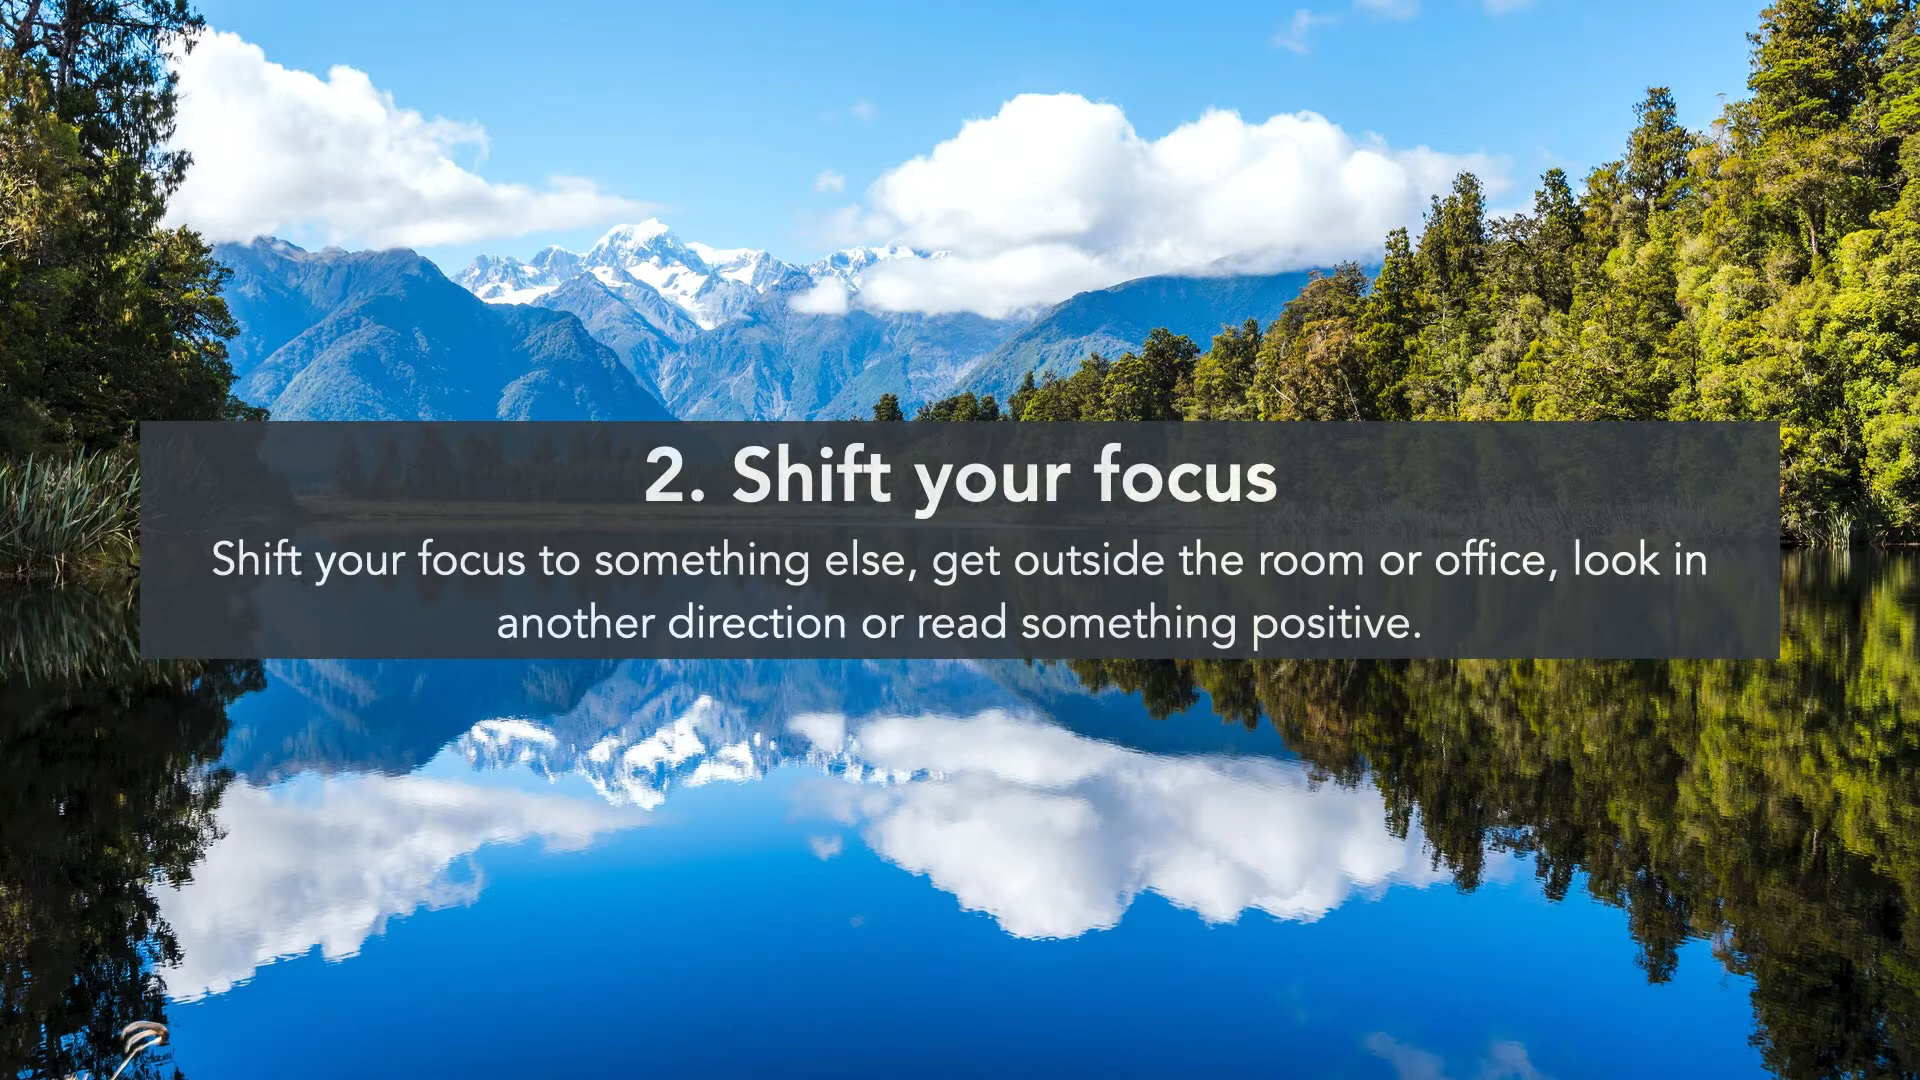 2. Shift your focus
Shift your focus to something else, get outside the room or office, look in
another direction or read something positive.